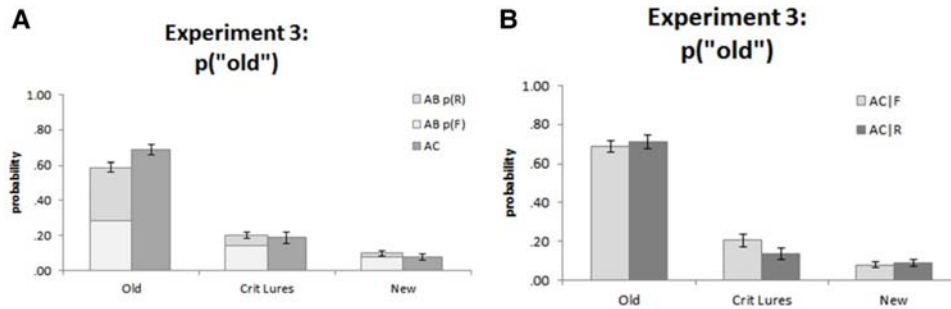 A
Experiment 3:
p("old")
1.00
.80
.60
.40
.20
.00
probability
AB p(R)
AB p(F)
AC
Old
Crit Lures
New
B
Experiment 3:
p("old")
1.00
.80
.60
.40
.20
.00
probability
AC|F
AC|R
Old
Crit Lures
New